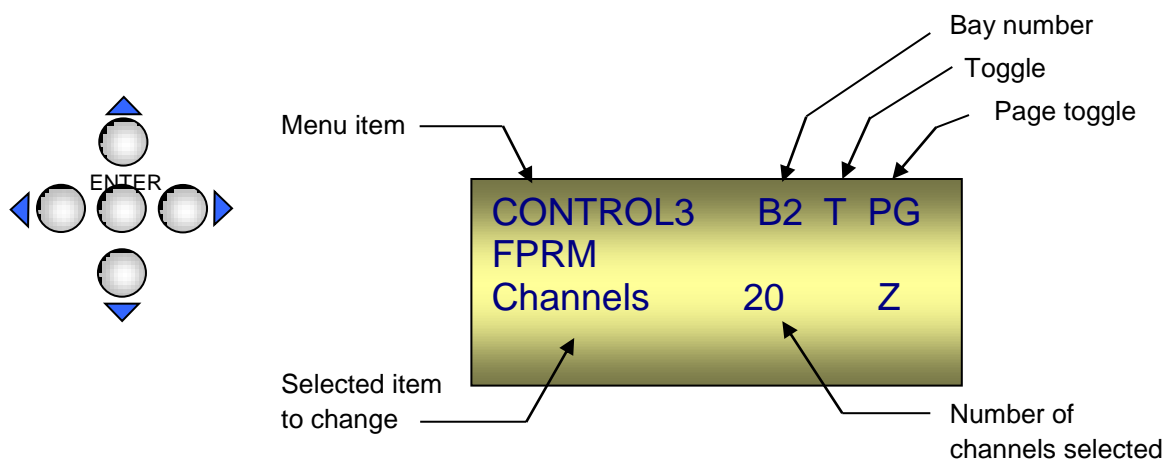 Bay number
Toggle
Page toggle
Menu item
ENTER
CONTROL3 B2 T PG
FPRM
Channels 20 Z
Selected item
to change
Number of
channels selected